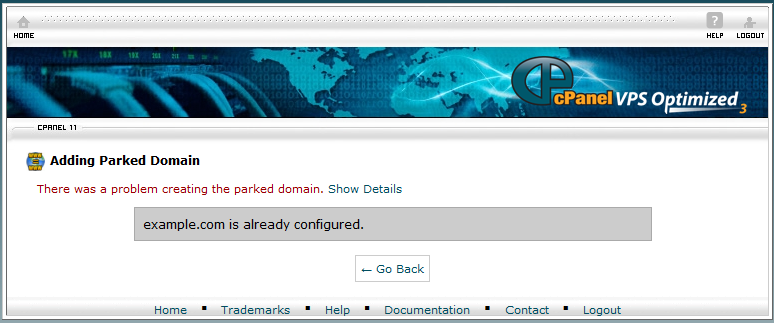 HOME
HELP
LOGOUT
cPanel VPS Optimized 3
CPANEL 11
Adding Parked Domain
There was a problem creating the parked domain. Show Details
example.com is already configured.
← Go Back
Home ▪ Trademarks ▪ Help ▪ Documentation ▪ Contact ▪ Logout